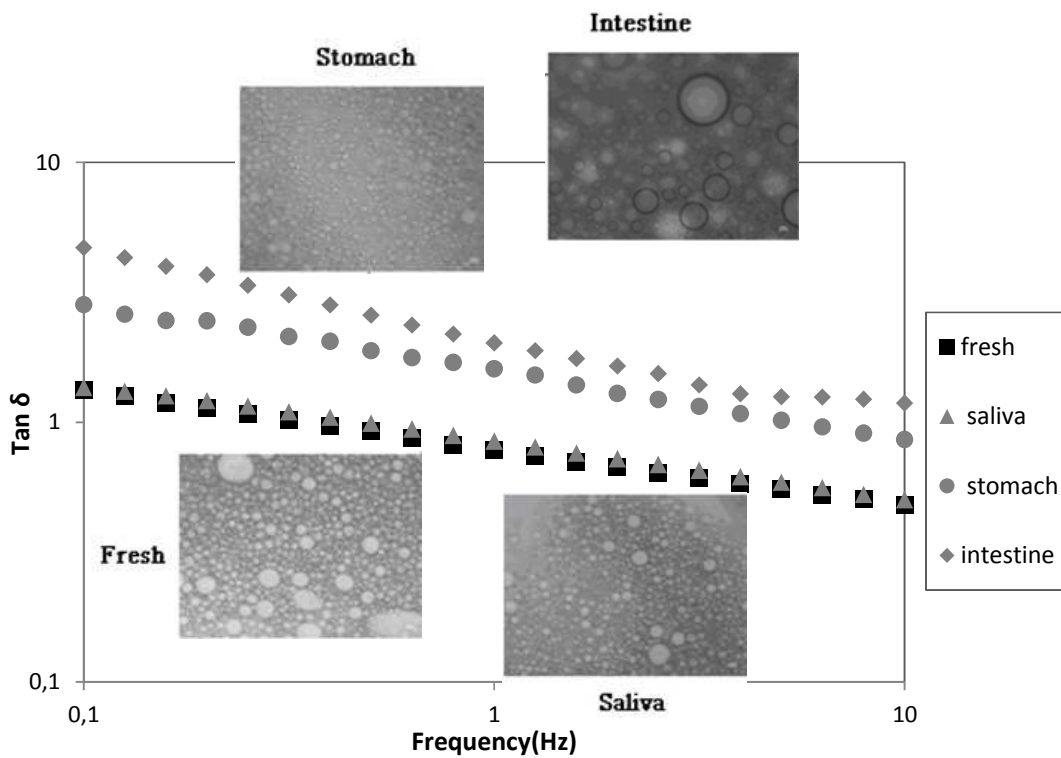 Intestine
Stomach
10
1
0,1
Tan δ
Fresh
Saliva
0,1
1
10
Frequency(Hz)
fresh
saliva
stomach
intestine